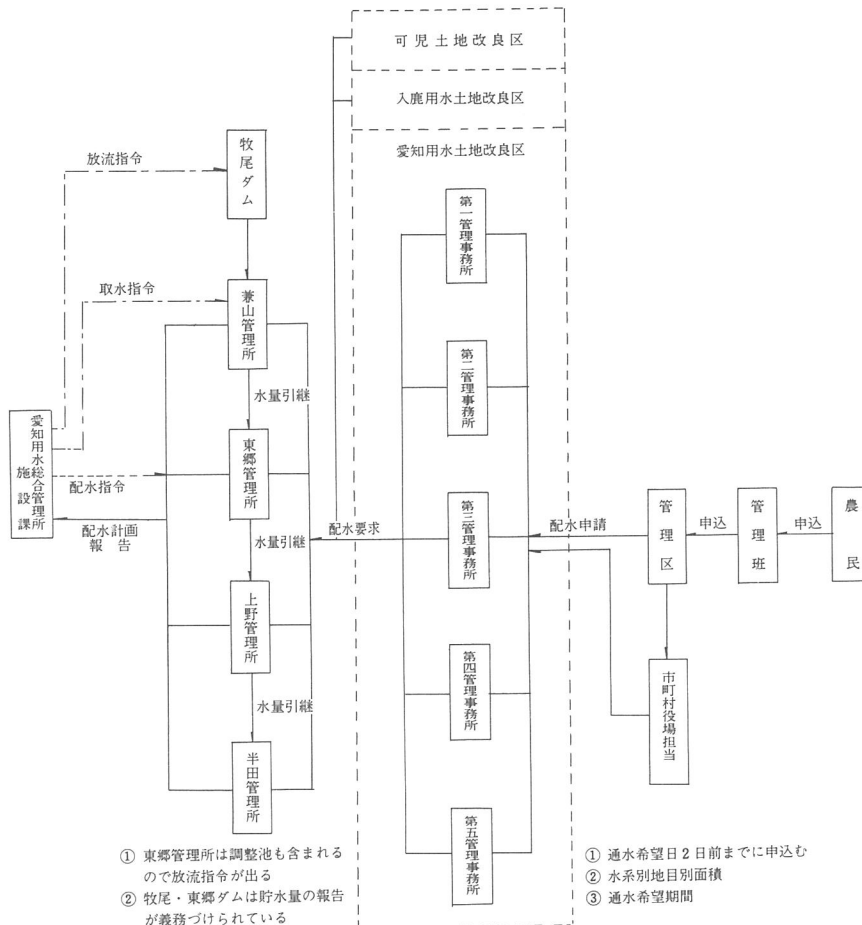 可児土地改良区
入鹿用水土地改良区
愛知用水土地改良区
牧尾ダム
放流指令
取水指令
兼山管理所
水量引継
東郷管理所
水量引継
上野管理所
水量引継
半田管理所
愛知用水総合管理所
施設課
配水指令
配水計画
報告
配水要求
第一管理事務所
第二管理事務所
第三管理事務所
第四管理事務所
第五管理事務所
配水申請
管理区
申込
管理班
申込
農民
市町村役場担当
① 東郷管理所は調整池も含まれる
ので放流指令が出る
② 牧尾・東郷ダムは貯水量の報告
が義務づけられている
① 通水希望日2日前までに申込む
② 水系別地目別面積
③ 通水希望期間